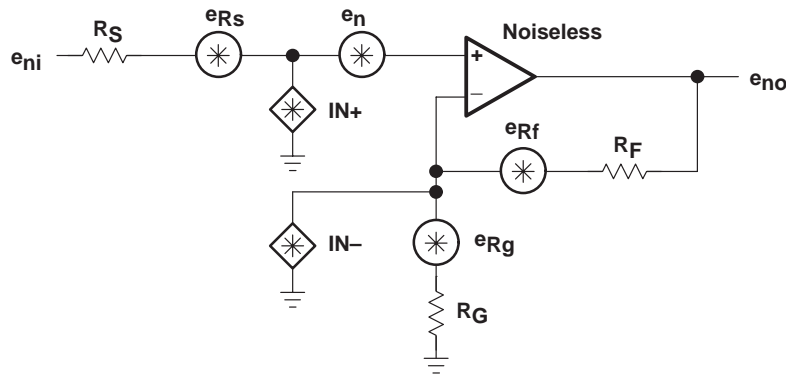 eRs
en
Noiseless
eni
RS
+
−
eno
IN+
eRf
RF
IN−
eRg
RG